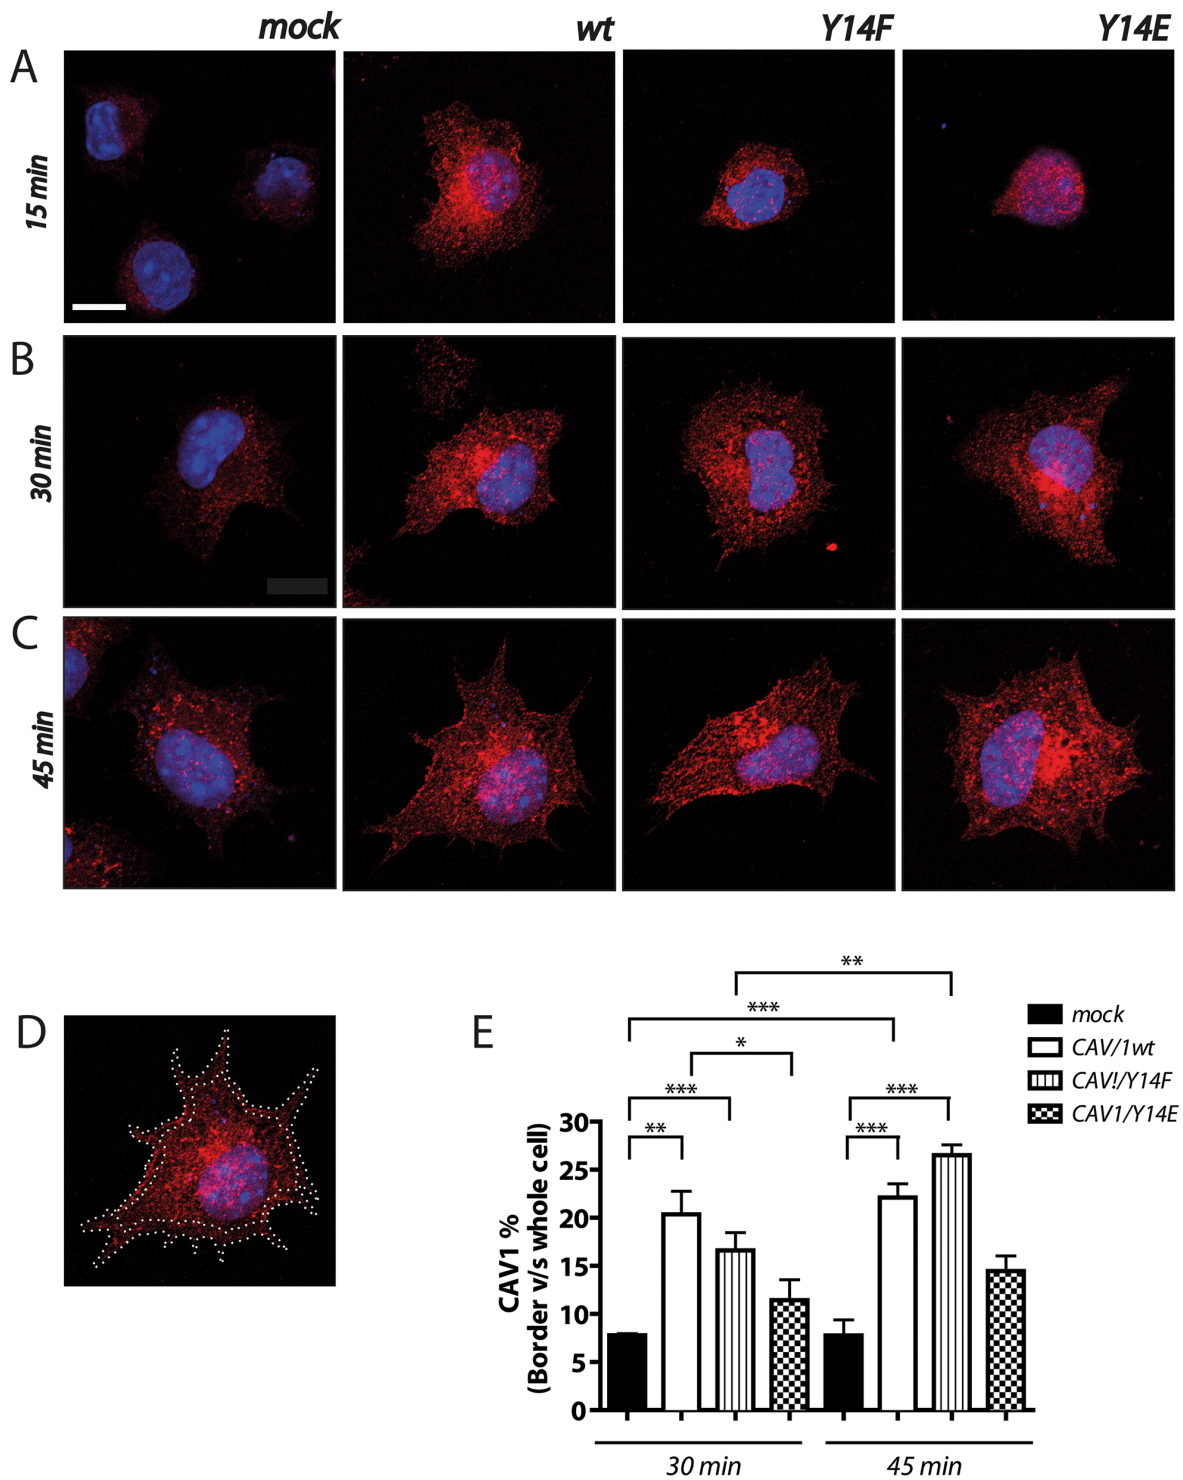 mock wt Y14F Y14E
A
15 min
B
30 min
C
45 min
D
E
**
***
*
***
***
**
***
mock
CAV/1wt
CAV!/Y14F
CAV1/Y14E
CAV1 %
(Border v/s whole cell)
30
25
20
15
10
5
0
30 min
45 min